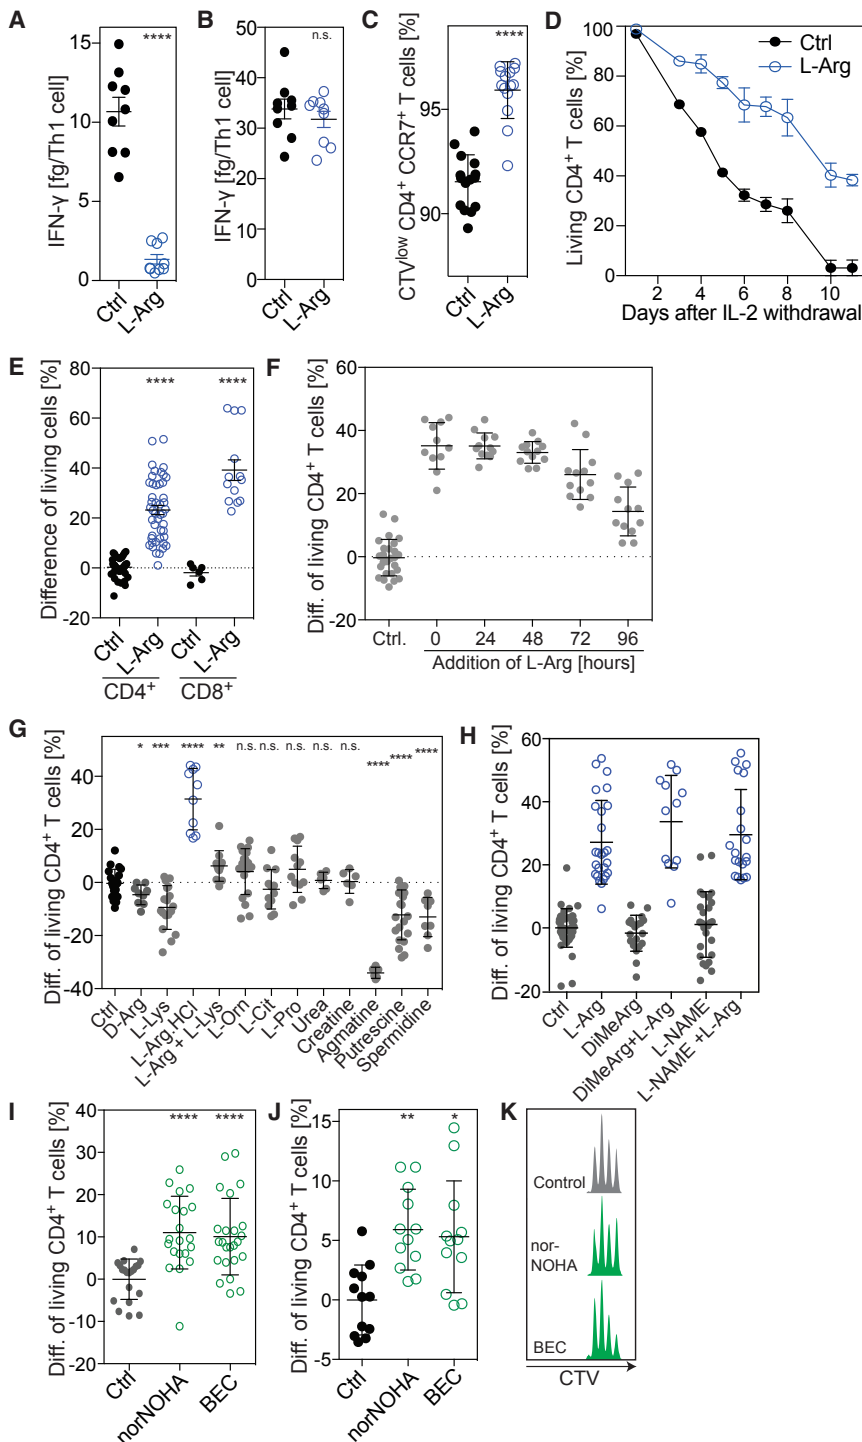 A
IFN-γ [fg/Th1 cell]
15
10
5
0
****
Ctrl
L-Arg
B
IFN-γ [fg/Th1 cell]
50
40
30
20
10
0
n.s.
Ctrl
L-Arg
C
CTVlow CD4+ CCR7+ T cells [%]
95
90
****
Ctrl
L-Arg
D
Living CD4+ T cells [%]
100
80
60
40
20
0
Ctrl
L-Arg
2 4 6 8 10
Days after IL-2 withdrawal
E
Difference of living cells [%]
80
60
40
20
0
-20
**** ****
Ctrl
L-Arg
Ctrl
L-Arg
CD4+ CD8+
F
Diff. of living CD4+ T cells [%]
60
40
20
0
-20
Ctrl. 0 24 48 72 96
Addition of L-Arg [hours]
G
Diff. of living CD4+ T cells [%]
40
20
0
-20
-40
* *** **** ** n.s. n.s. n.s. n.s. n.s. **** **** ****
Ctrl
D-Arg
L-Lys
L-Arg HCl
L-Arg + L-Lys
L-Orn
L-Cit
L-Pro
Urea
Creatine
Agmatine
Putrescine
Spermidine
H
Diff. of living CD4+ T cells [%]
60
40
20
0
-20
Ctrl
L-Arg
DiMeArg
DiMeArg+L-Arg
L-NAME
L-NAME +L-Arg
I
Diff. of living CD4+ T cells [%]
40
30
20
10
0
-10
-20
**** ****
Ctrl
norNOHA
BEC
J
Diff. of living CD4+ T cells [%]
15
10
5
0
-5
** *
Ctrl
norNOHA
BEC
K
Control
nor-
NOHA
BEC
CTV